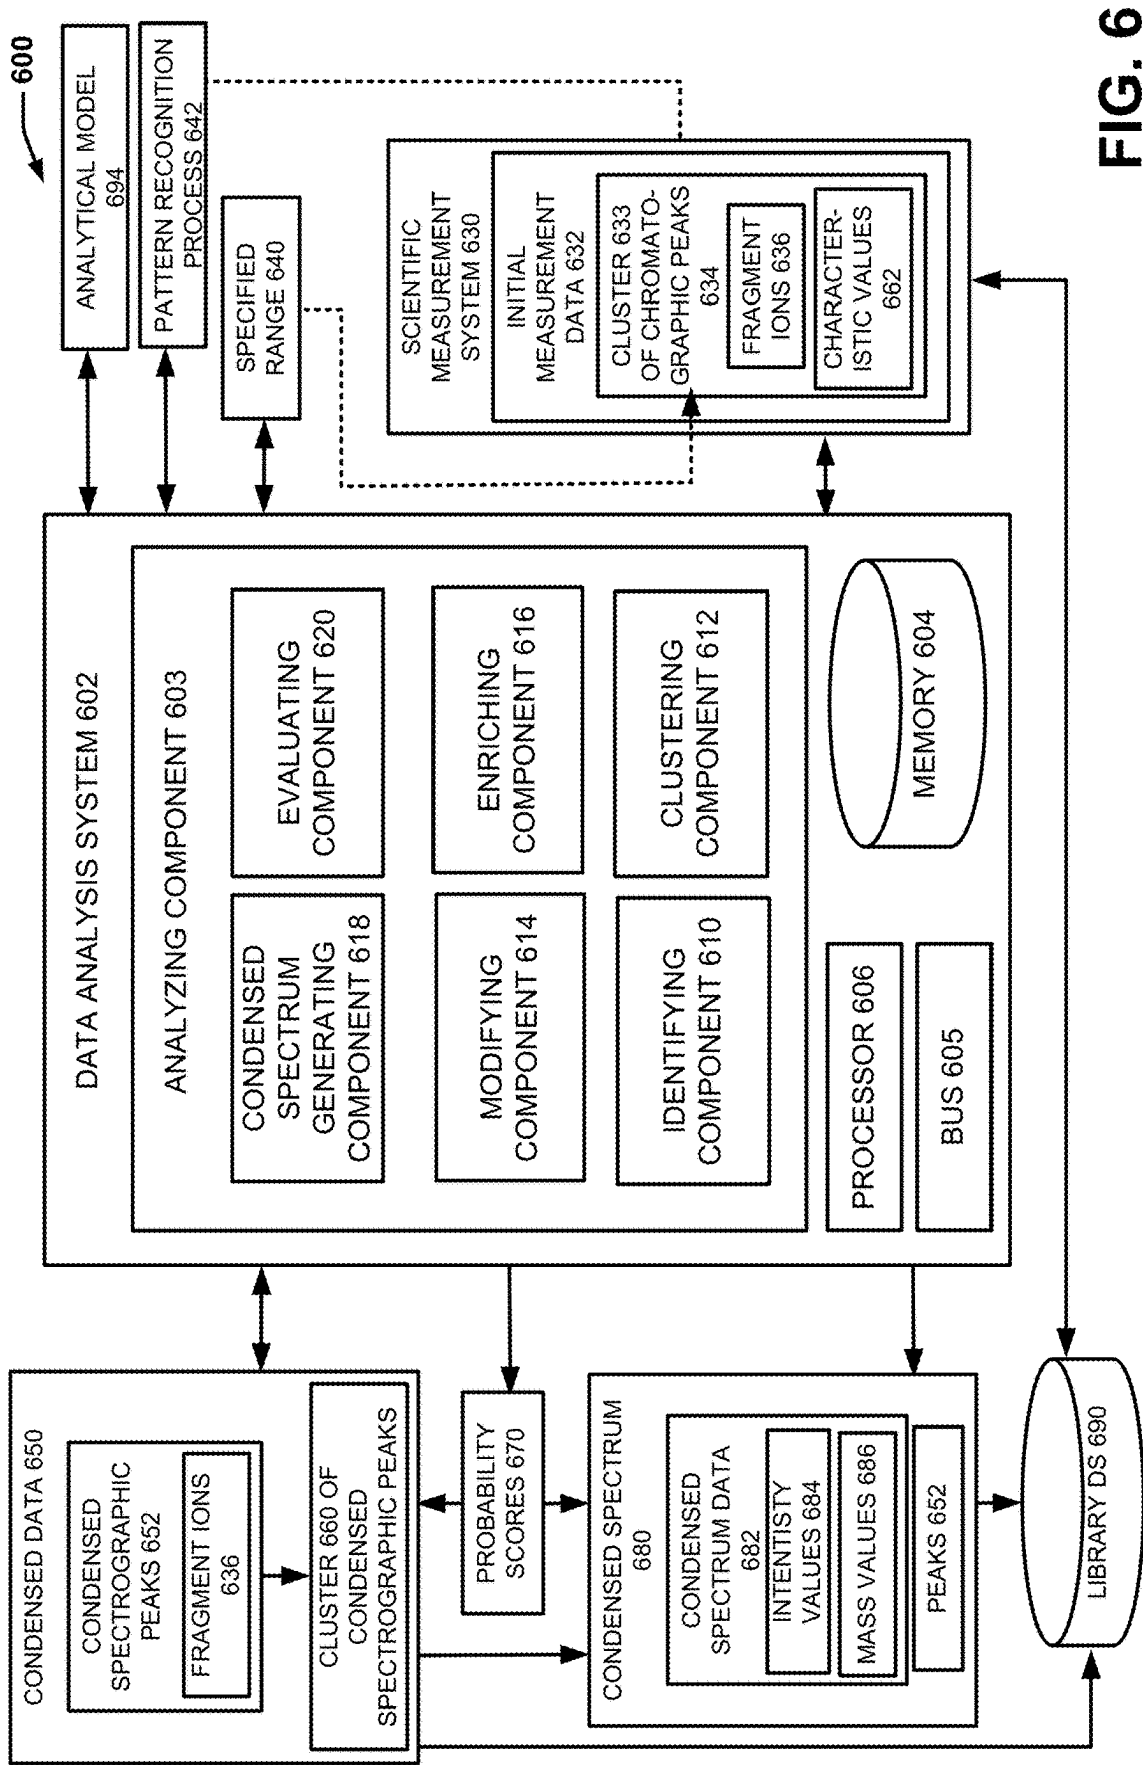 600
ANALYTICAL MODEL
694
PATTERN RECOGNITION
PROCESS 642
SPECIFIED
RANGE 640
SCIENTIFIC
MEASUREMENT
SYSTEM 630
INITIAL
MEASUREMENT
DATA 632
CLUSTER 633
OF CHROMATO-
GRAPHIC PEAKS
634
FRAGMENT
IONS 636
CHARACTER-
ISTIC VALUES
662
DATA ANALYSIS SYSTEM 602
ANALYZING COMPONENT 603
CONDENSED
SPECTRUM
GENERATING
COMPONENT 618
EVALUATING
COMPONENT 620
MODIFYING
COMPONENT 614
ENRICHING
COMPONENT 616
IDENTIFYING
COMPONENT 610
CLUSTERING
COMPONENT 612
PROCESSOR 606
BUS 605
MEMORY 604
CONDENSED DATA 650
CONDENSED
SPECTROGRAPHIC
PEAKS 652
FRAGMENT IONS
636
CLUSTER 660 OF
CONDENSED
SPECTROGRAPHIC PEAKS
PROBABILITY
SCORES 670
CONDENSED SPECTRUM
680
CONDENSED
SPECTRUM DATA
682
INTENTISTY
VALUES 684
MASS VALUES 686
PEAKS 652
LIBRARY DS 690
FIG. 6